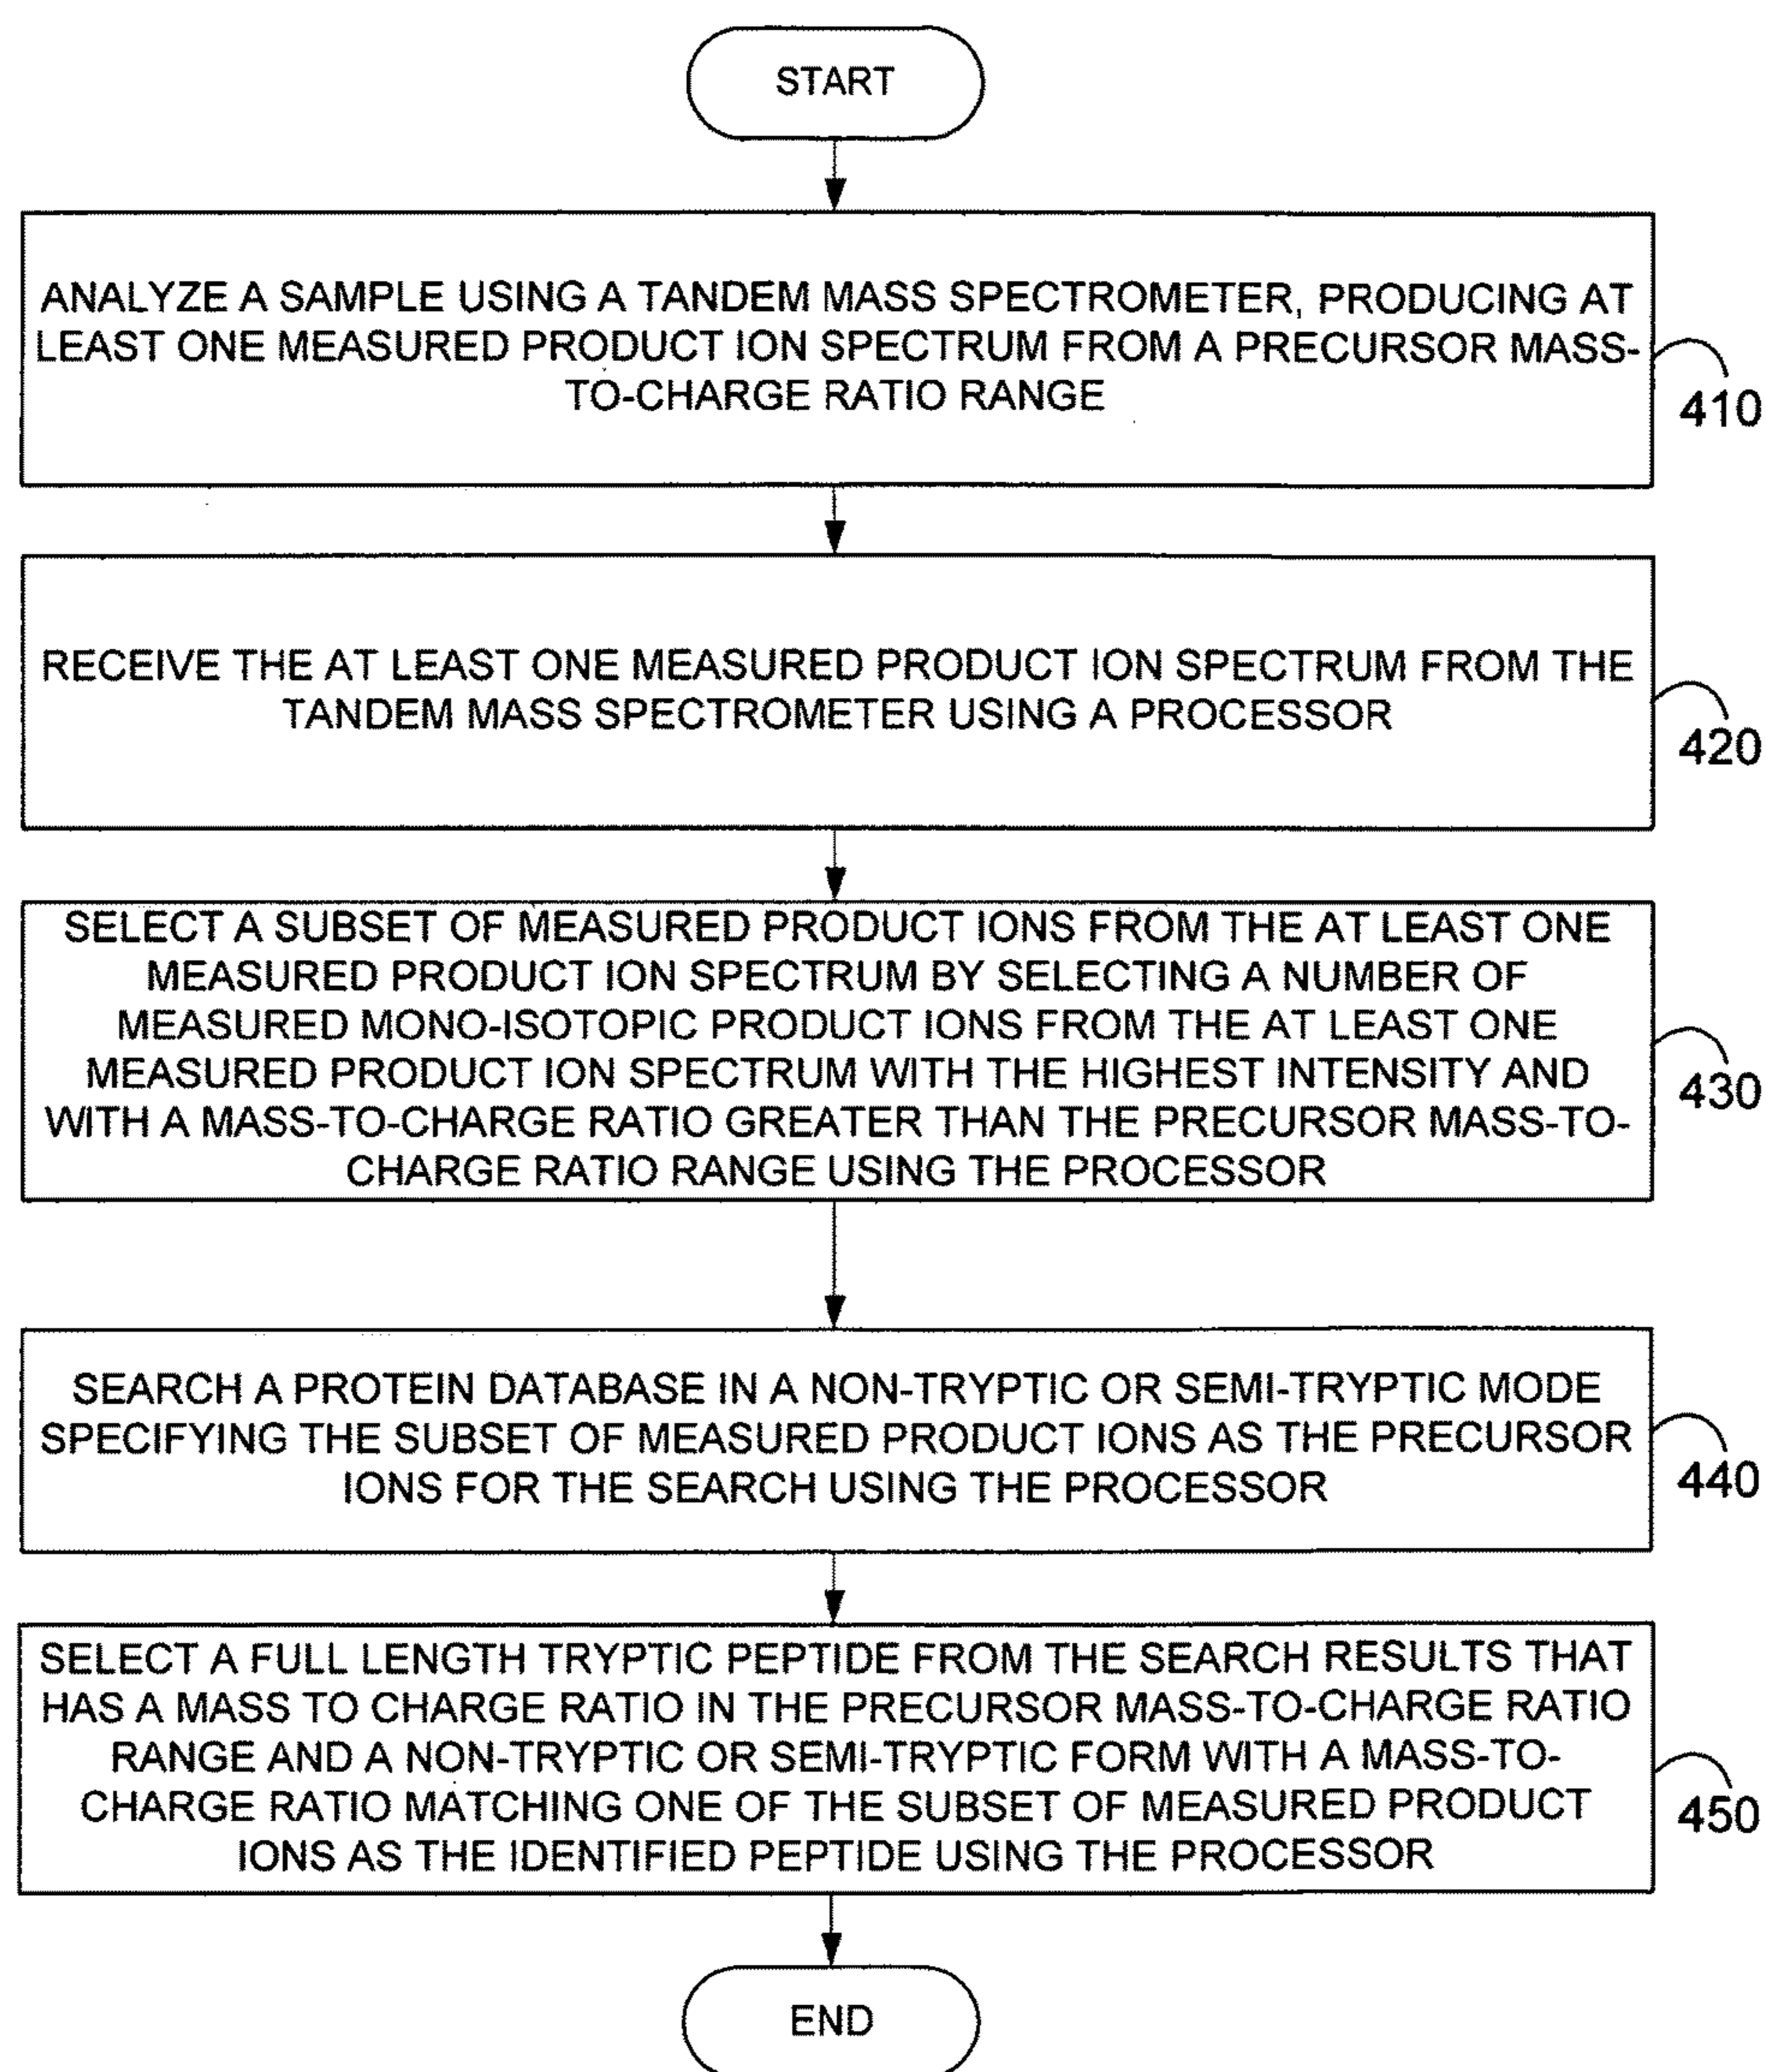 START
ANALYZE A SAMPLE USING A TANDEM MASS SPECTROMETER, PRODUCING AT
LEAST ONE MEASURED PRODUCT ION SPECTRUM FROM A PRECURSOR MASS-
TO-CHARGE RATIO RANGE
410
RECEIVE THE AT LEAST ONE MEASURED PRODUCT ION SPECTRUM FROM THE
TANDEM MASS SPECTROMETER USING A PROCESSOR
420
SELECT A SUBSET OF MEASURED PRODUCT IONS FROM THE AT LEAST ONE
MEASURED PRODUCT ION SPECTRUM BY SELECTING A NUMBER OF
MEASURED MONO-ISOTOPIC PRODUCT IONS FROM THE AT LEAST ONE
MEASURED PRODUCT ION SPECTRUM WITH THE HIGHEST INTENSITY AND
WITH A MASS-TO-CHARGE RATIO GREATER THAN THE PRECURSOR MASS-TO-
CHARGE RATIO RANGE USING THE PROCESSOR
430
SEARCH A PROTEIN DATABASE IN A NON-TRYPTIC OR SEMI-TRYPTIC MODE
SPECIFYING THE SUBSET OF MEASURED PRODUCT IONS AS THE PRECURSOR
IONS FOR THE SEARCH USING THE PROCESSOR
440
SELECT A FULL LENGTH TRYPTIC PEPTIDE FROM THE SEARCH RESULTS THAT
HAS A MASS TO CHARGE RATIO IN THE PRECURSOR MASS-TO-CHARGE RATIO
RANGE AND A NON-TRYPTIC OR SEMI-TRYPTIC FORM WITH A MASS-TO-
CHARGE RATIO MATCHING ONE OF THE SUBSET OF MEASURED PRODUCT
IONS AS THE IDENTIFIED PEPTIDE USING THE PROCESSOR
450
END